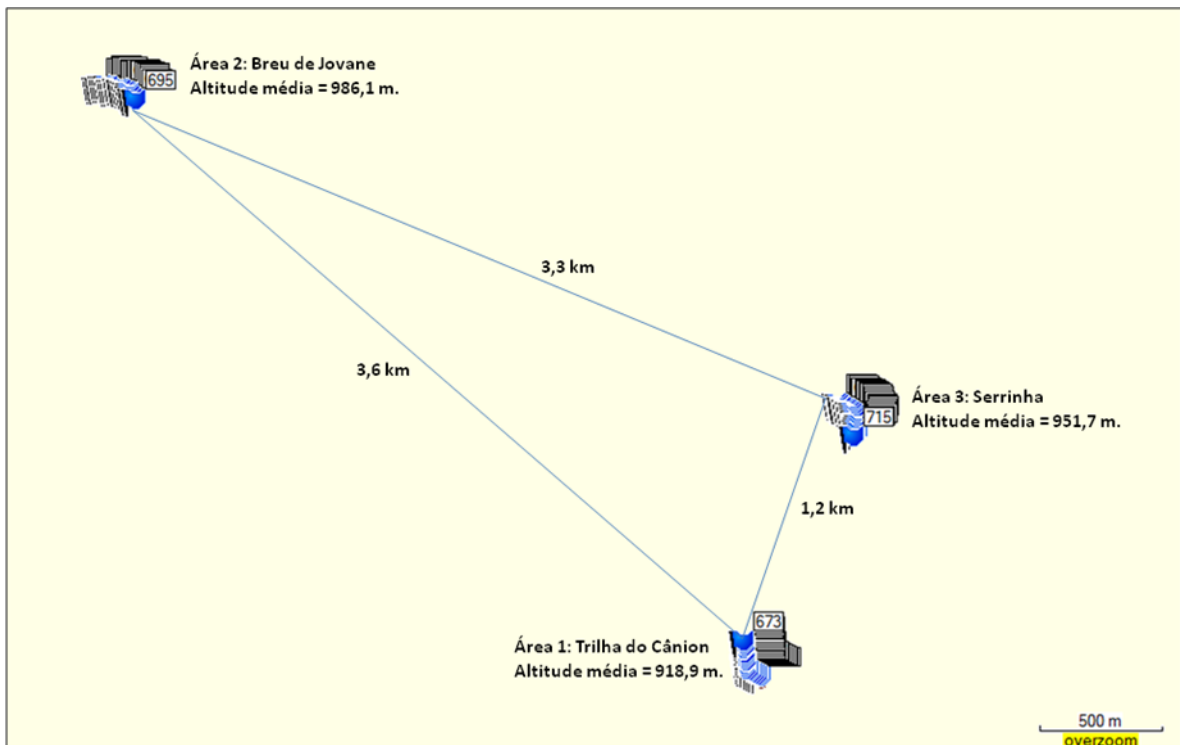 Área 2: Breu de Jovane
Altitude média = 986,1 m.
695
3,3 km
3,6 km
Área 3: Serrinha
Altitude média = 951,7 m.
715
1,2 km
673
Área 1: Trilha do Cânion
Altitude média = 918,9 m.
500 m
overzoom